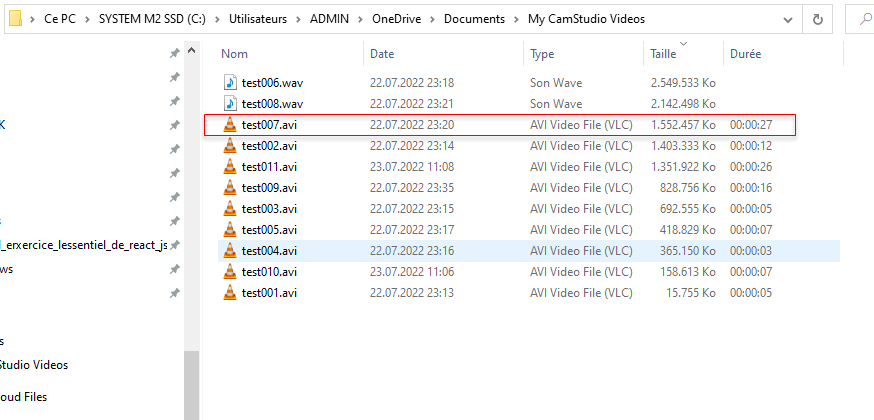 Ce PC > SYSTEM M2 SSD (C:) > Utilisateurs > ADMIN > OneDrive > Documents > My CamStudio Videos
Nom Date Type Taille Durée
test006.wav 22.07.2022 23:18 Son Wave 2.549.533 Ko
test008.wav 22.07.2022 23:21 Son Wave 2.142.498 Ko
K test007.avi 22.07.2022 23:20 AVI Video File (VLC) 1.552.457 Ko 00:00:27
test002.avi 22.07.2022 23:14 AVI Video File (VLC) 1.403.333 Ko 00:00:12
test011.avi 23.07.2022 11:08 AVI Video File (VLC) 1.351.922 Ko 00:00:26
test009.avi 22.07.2022 23:35 AVI Video File (VLC) 828.756 Ko 00:00:16
test003.avi 22.07.2022 23:15 AVI Video File (VLC) 692.555 Ko 00:00:05
s test005.avi 22.07.2022 23:17 AVI Video File (VLC) 418.829 Ko 00:00:07
_erxercice_lessentiel_de_react_js test004.avi 22.07.2022 23:16 AVI Video File (VLC) 365.150 Ko 00:00:03
ws test010.avi 23.07.2022 11:06 AVI Video File (VLC) 158.613 Ko 00:00:07
test001.avi 22.07.2022 23:13 AVI Video File (VLC) 15.755 Ko 00:00:05
s
Studio Videos
oud Files